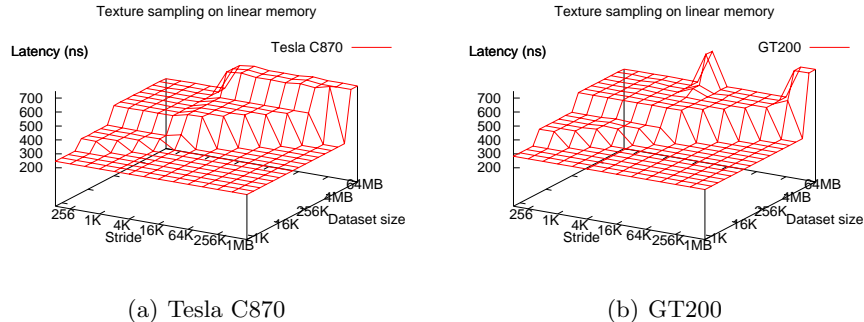 Texture sampling on linear memory
Latency (ns)
Tesla C870
700
600
500
400
300
200
256
1K
4K
16K
64K
256K
1MB
Stride
1K
16K
256K
4MB
64MB
Dataset size
(a) Tesla C870
Texture sampling on linear memory
Latency (ns)
GT200
700
600
500
400
300
200
256
1K
4K
16K
64K
256K
1MB
Stride
1K
16K
256K
4MB
64MB
Dataset size
(b) GT200